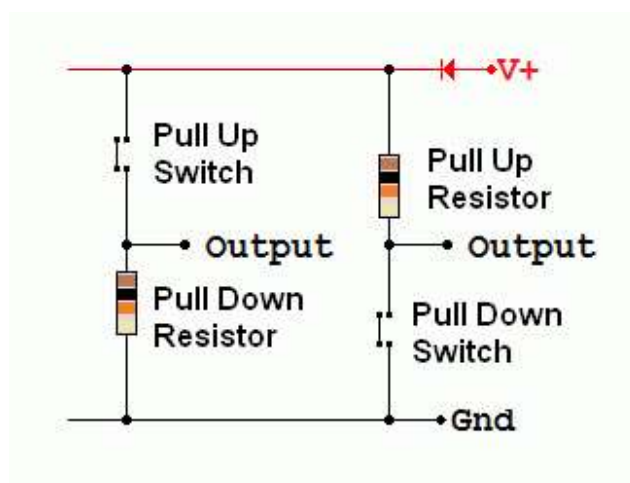 V+
Pull Up
Switch
Pull Up
Resistor
Output
Output
Pull Down
Resistor
Pull Down
Switch
Gnd